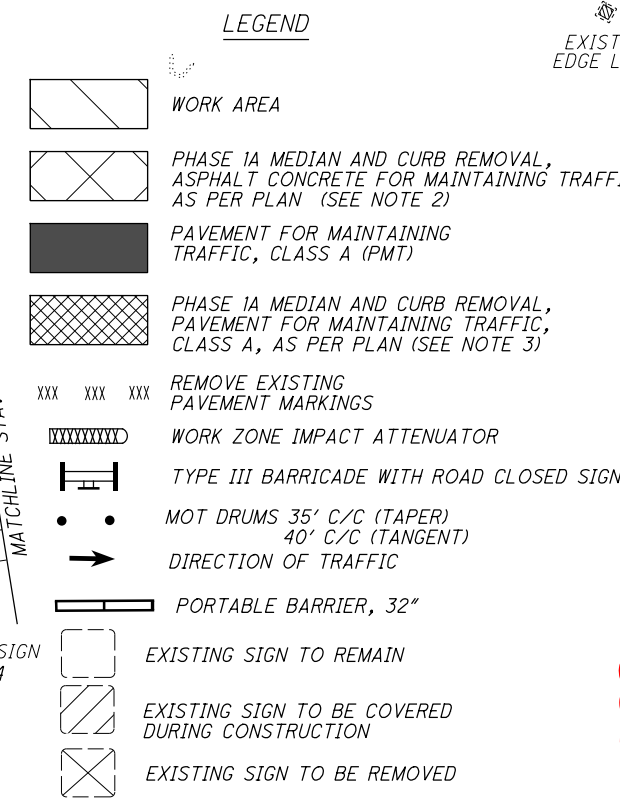 LEGEND
EXIST
EDGE L
WORK AREA
PHASE 1A MEDIAN AND CURB REMOVAL,
ASPHALT CONCRETE FOR MAINTAINING TRAFFI
AS PER PLAN (SEE NOTE 2)
PAVEMENT FOR MAINTAINING
TRAFFIC, CLASS A (PMT)
PHASE 1A MEDIAN AND CURB REMOVAL,
PAVEMENT FOR MAINTAINING TRAFFIC,
CLASS A, AS PER PLAN (SEE NOTE 3)
XXX XXX XXX REMOVE EXISTING
PAVEMENT MARKINGS
WORK ZONE IMPACT ATTENUATOR
TYPE III BARRICADE WITH ROAD CLOSED SIGN
MATCHLINE STA.
MOT DRUMS 35' C/C (TAPER)
40' C/C (TANGENT)
DIRECTION OF TRAFFIC
PORTABLE BARRIER, 32"
SIGN
EXISTING SIGN TO REMAIN
EXISTING SIGN TO BE COVERED
DURING CONSTRUCTION
EXISTING SIGN TO BE REMOVED